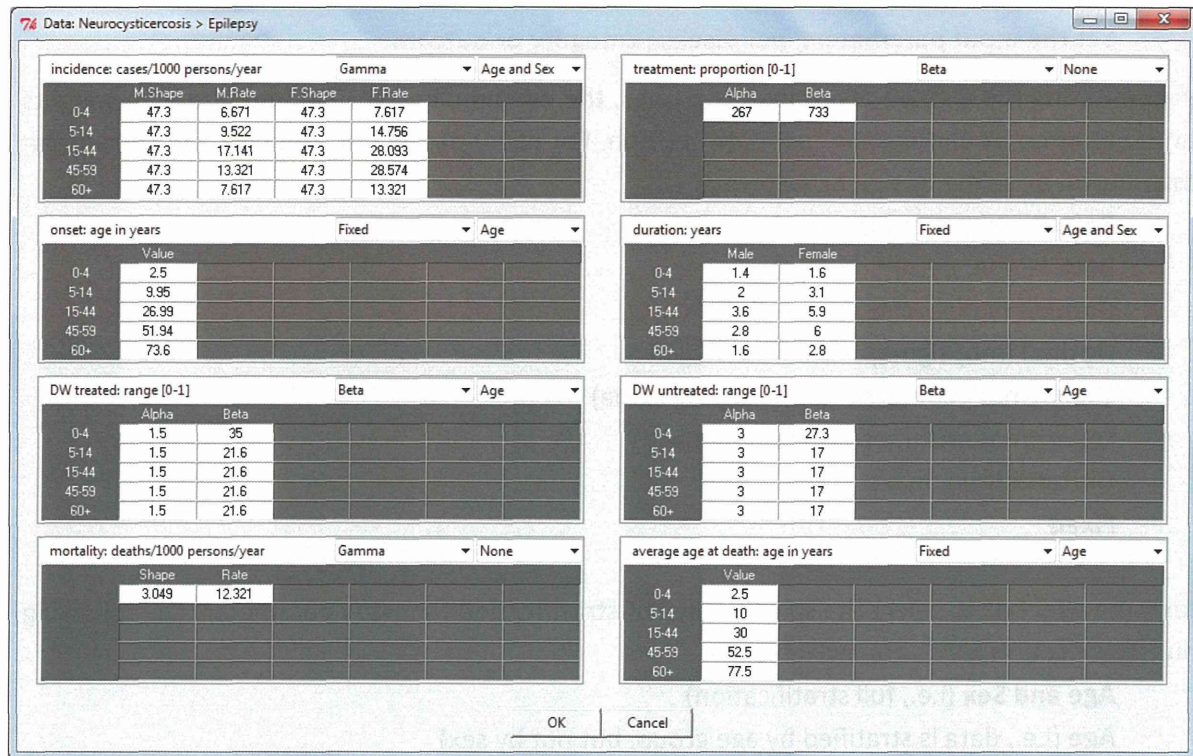 Data: Neurocysticercosis > Epilepsy
incidence: cases/1000 persons/year Gamma Age and Sex
M.Shape M.Rate F.Shape F.Rate
0-4 47.3 6.671 47.3 7.617
5-14 47.3 9.522 47.3 14.756
15-44 47.3 17.141 47.3 28.093
45-59 47.3 13.321 47.3 28.574
60+ 47.3 7.617 47.3 13.321
treatment: proportion [0-1] Beta None
Alpha Beta
267 733
onset: age in years Fixed Age
Value
0-4 2.5
5-14 9.95
15-44 26.99
45-59 51.94
60+ 73.6
duration: years Fixed Age and Sex
Male Female
0-4 1.4 1.6
5-14 2 3.1
15-44 3.6 5.9
45-59 2.8 6
60+ 1.6 2.8
DW treated: range [0-1] Beta Age
Alpha Beta
0-4 1.5 35
5-14 1.5 21.6
15-44 1.5 21.6
45-59 1.5 21.6
60+ 1.5 21.6
DW untreated: range [0-1] Beta Age
Alpha Beta
0-4 3 27.3
5-14 3 17
15-44 3 17
45-59 3 17
60+ 3 17
mortality: deaths/1000 persons/year Gamma None
Shape Rate
3.049 12.321
average age at death: age in years Fixed Age
Value
0-4 2.5
5-14 10
15-44 30
45-59 52.5
60+ 77.5
OK Cancel